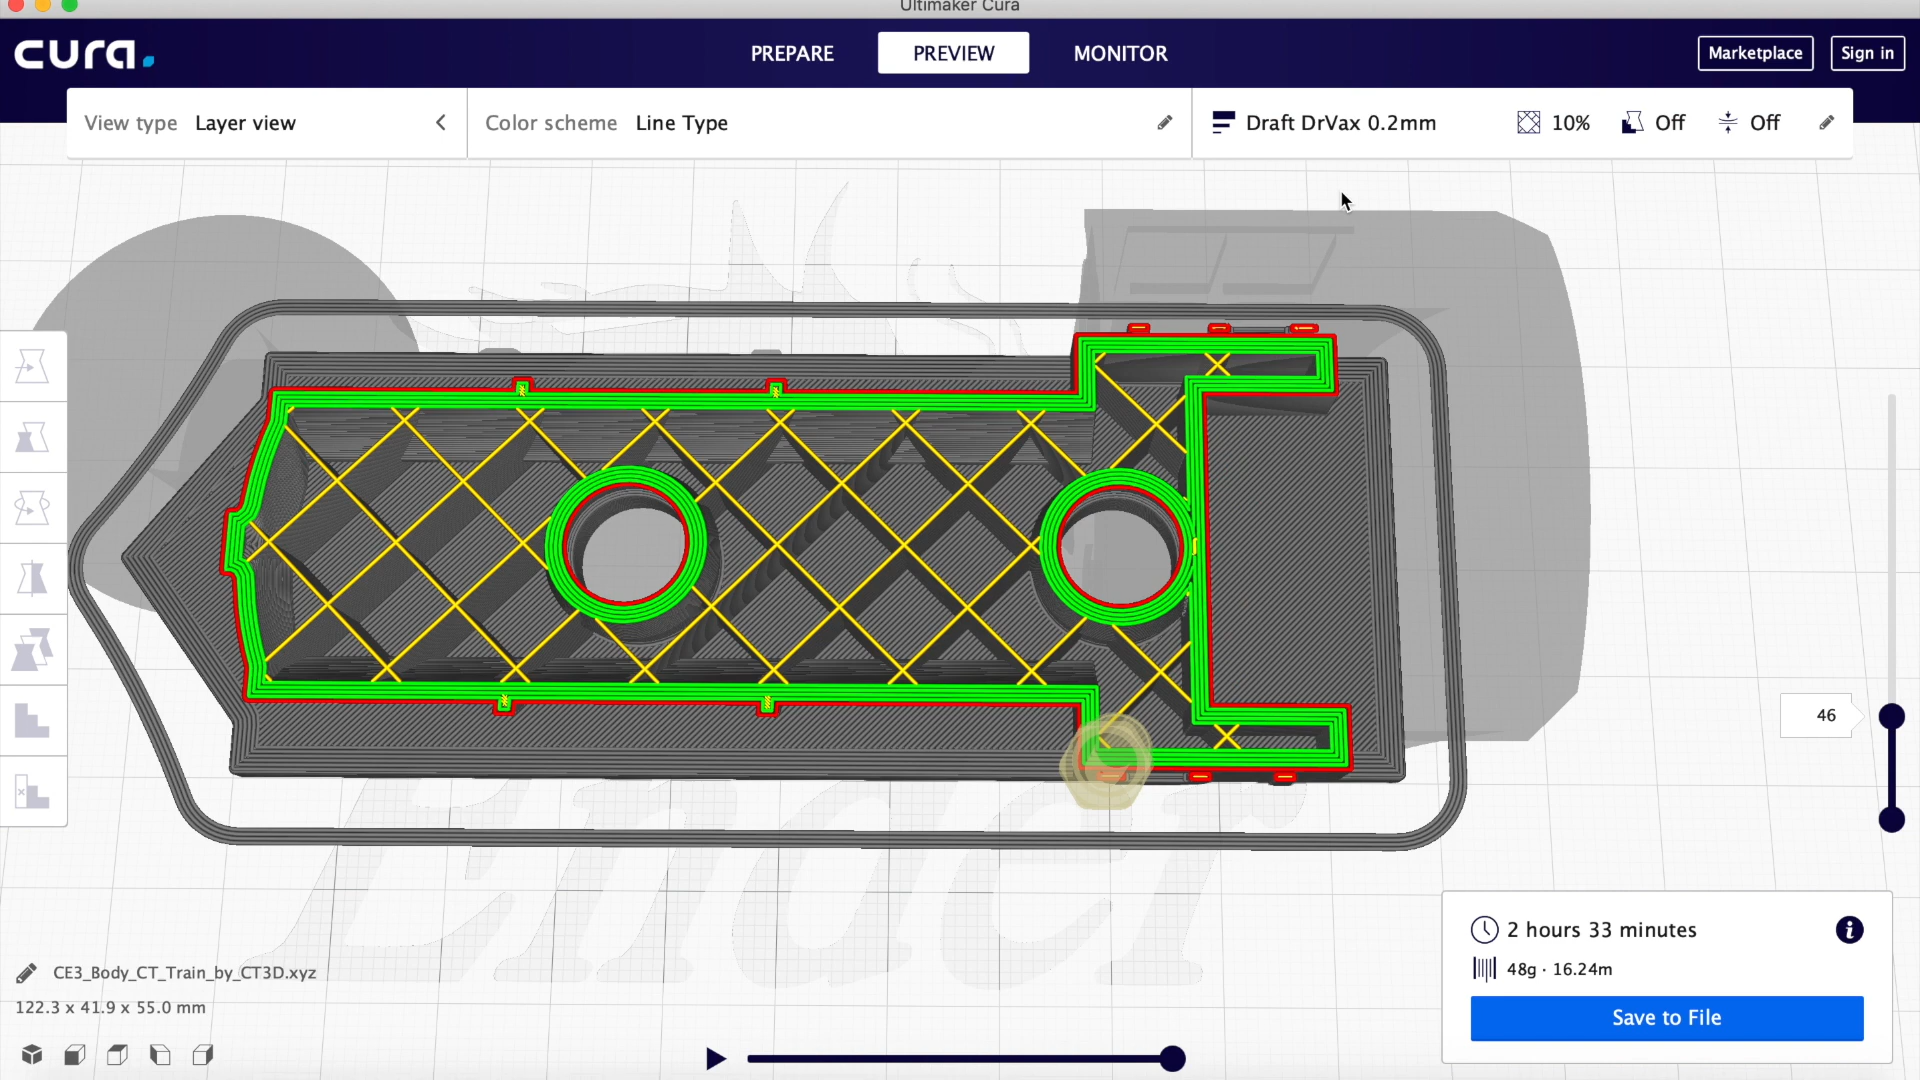 Ultimaker Cura
cura.
PREPARE
PREVIEW
MONITOR
Marketplace
Sign in
View type Layer view
Color scheme Line Type
Draft DrVax 0.2mm
10%
Off
Off
46
Ender
2 hours 33 minutes
48g · 16.24m
Save to File
CE3_Body_CT_Train_by_CT3D.xyz
122.3 x 41.9 x 55.0 mm